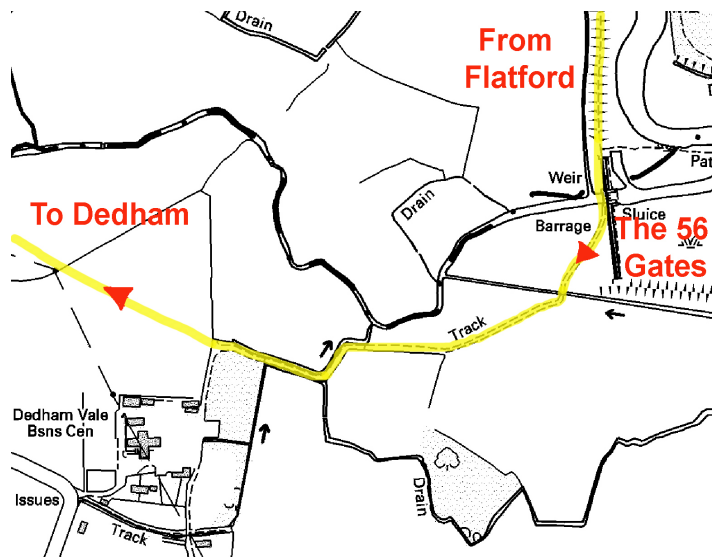 Drain
From
Flatford
Pat
Weir
Drain
To Dedham
Sluice
Barrage
The 56
Gates
Track
Dedham Vale
Bsns Cen
Issues
Drain
Track